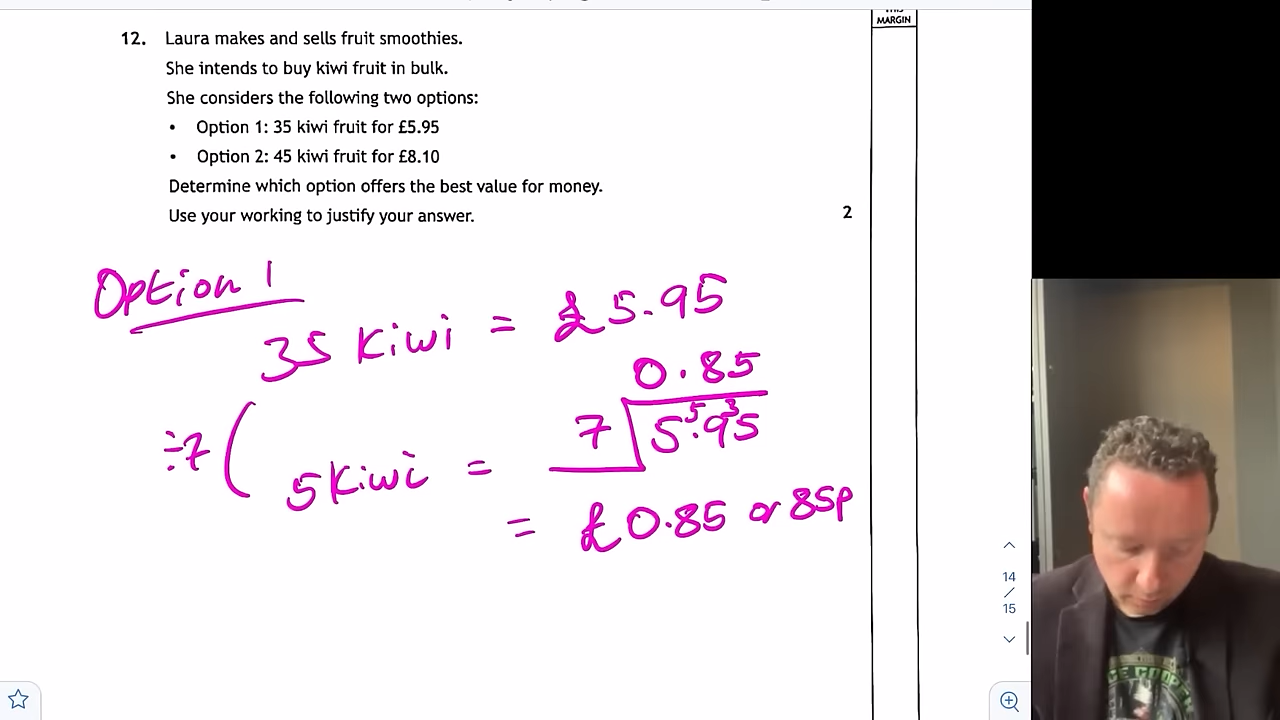 MARGIN
12. Laura makes and sells fruit smoothies.
She intends to buy kiwi fruit in bulk.
She considers the following two options:
• Option 1: 35 kiwi fruit for £5.95
• Option 2: 45 kiwi fruit for £8.10
Determine which option offers the best value for money.
Use your working to justify your answer.
2
Option 1
35 Kiwi = £5.95
0.85
÷7
7 5.⁵9³5
5 Kiwi =
= £0.85 or 85p
14
/
15